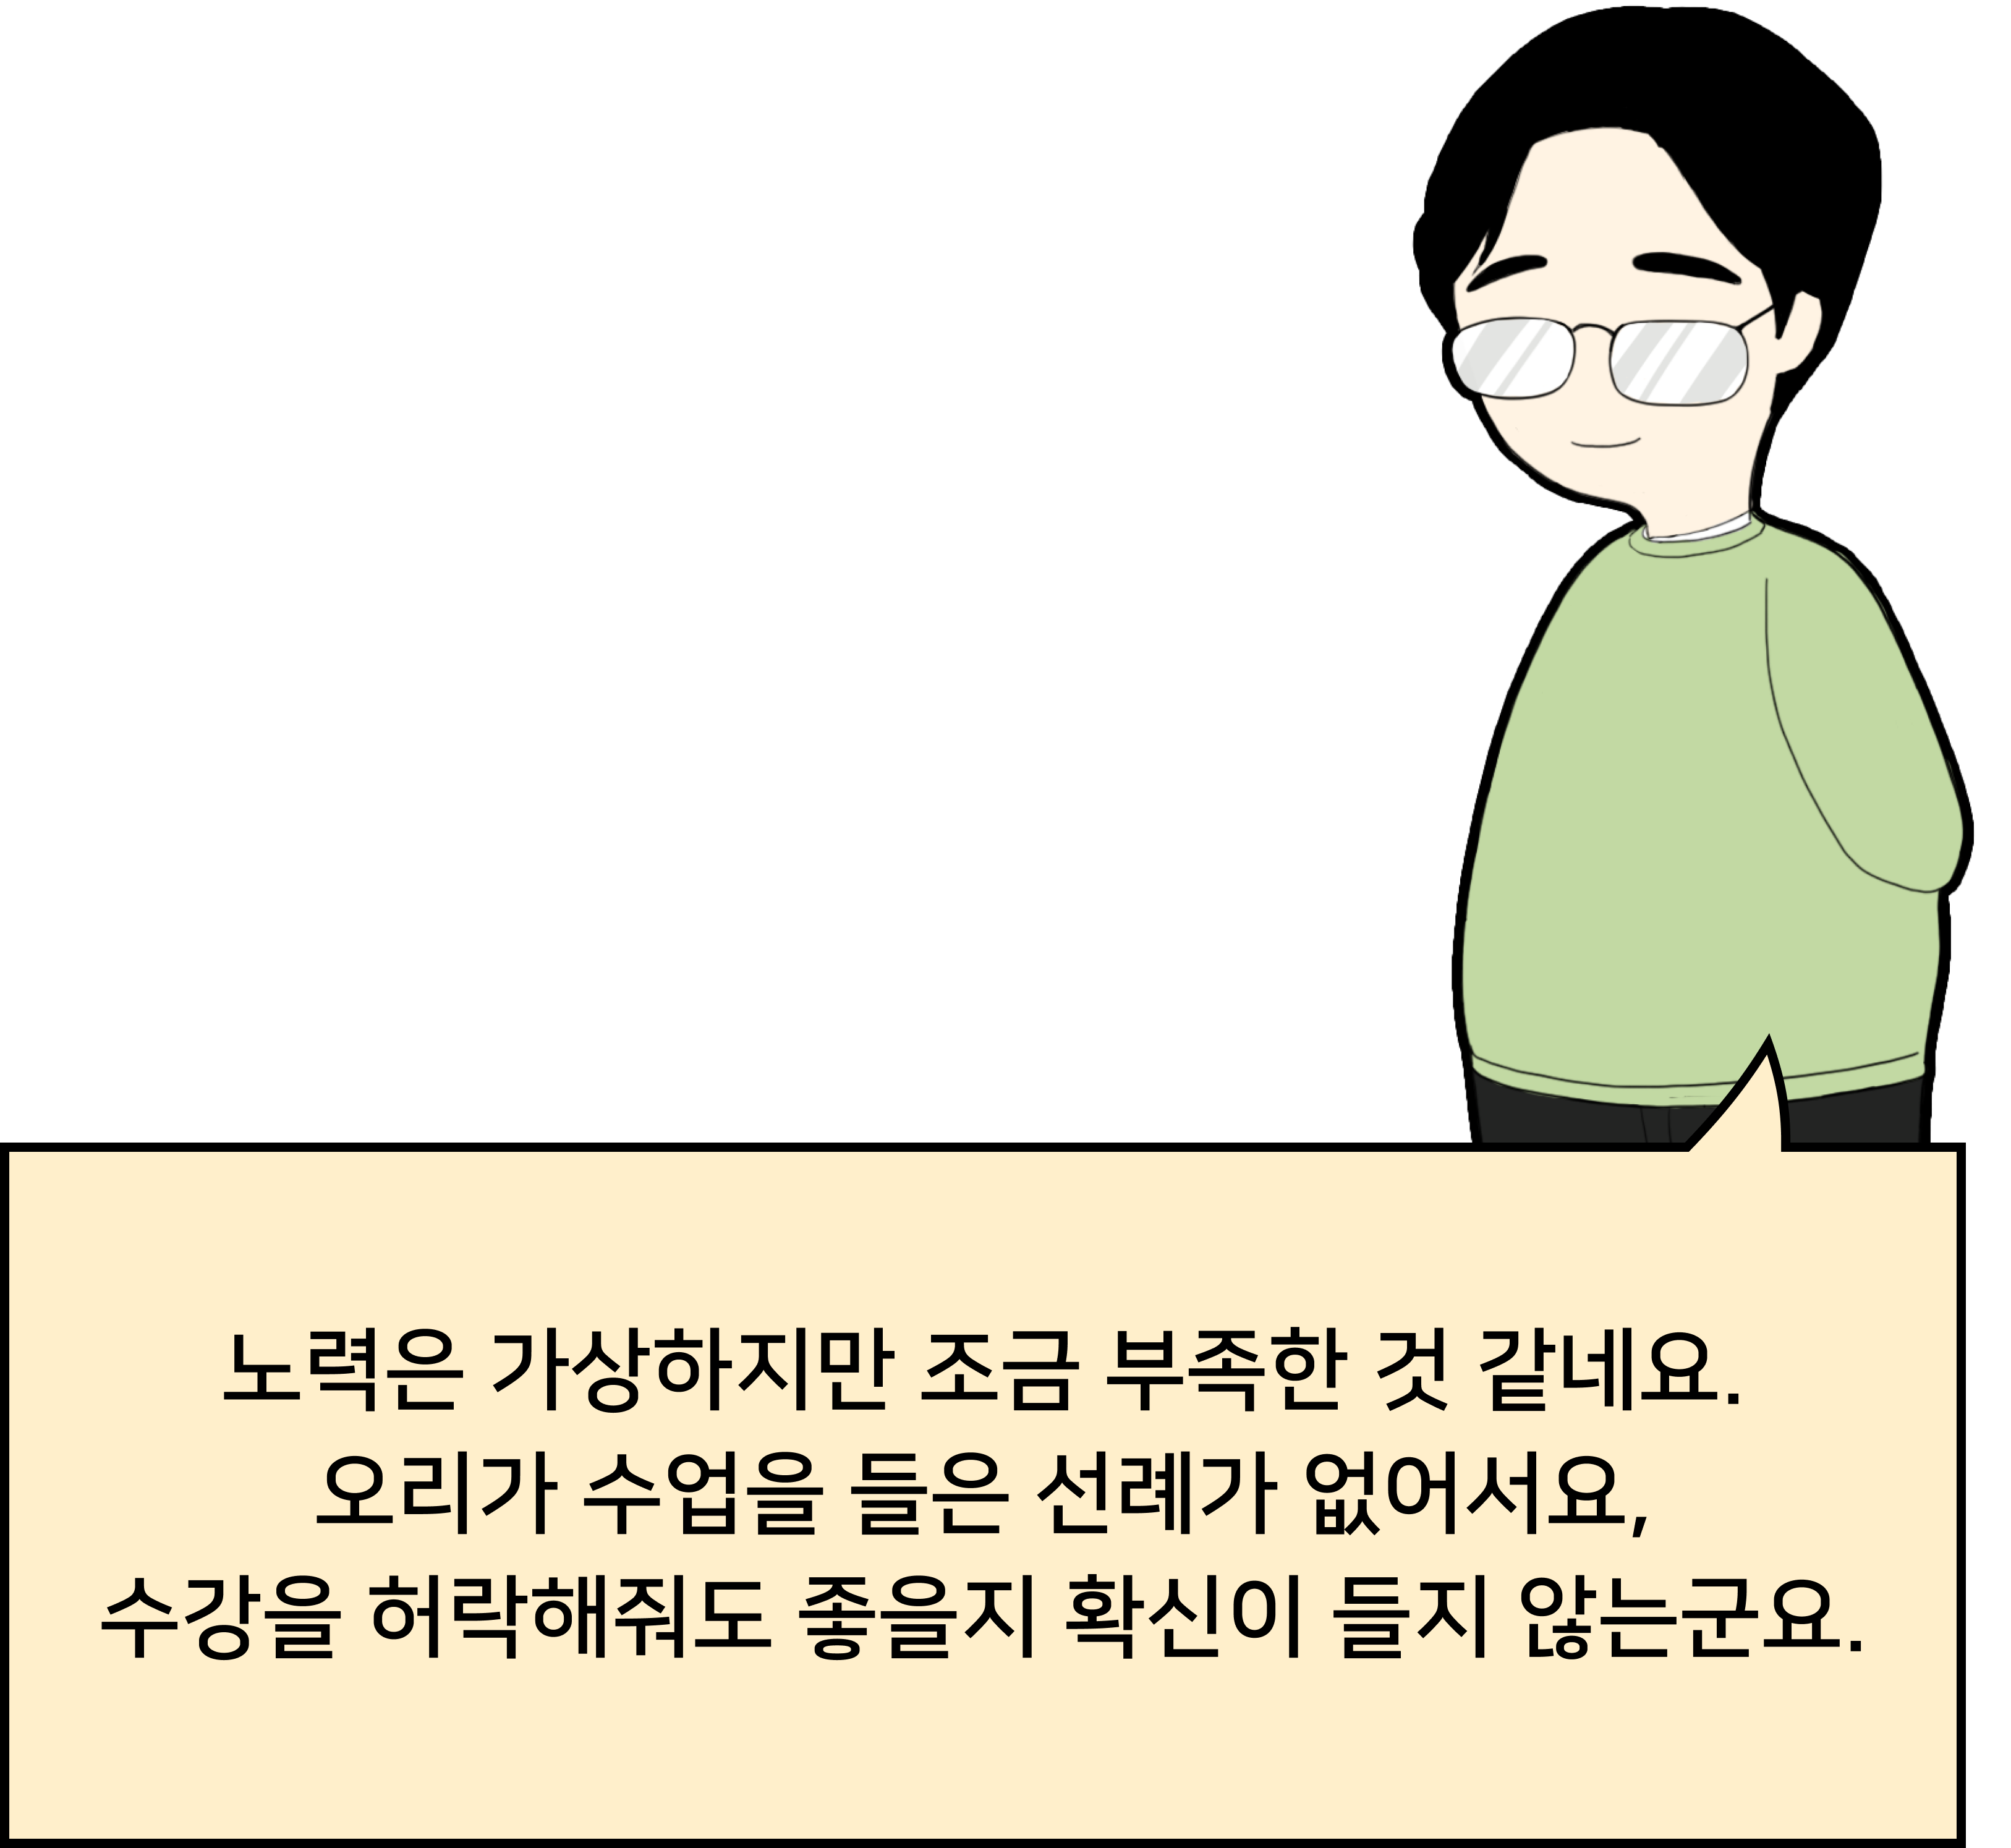 노력은 가상하지만 조금 부족한 것 같네요.
오리가 수업을 들은 선례가 없어서요,
수강을 허락해줘도 좋을지 확신이 들지 않는군요.